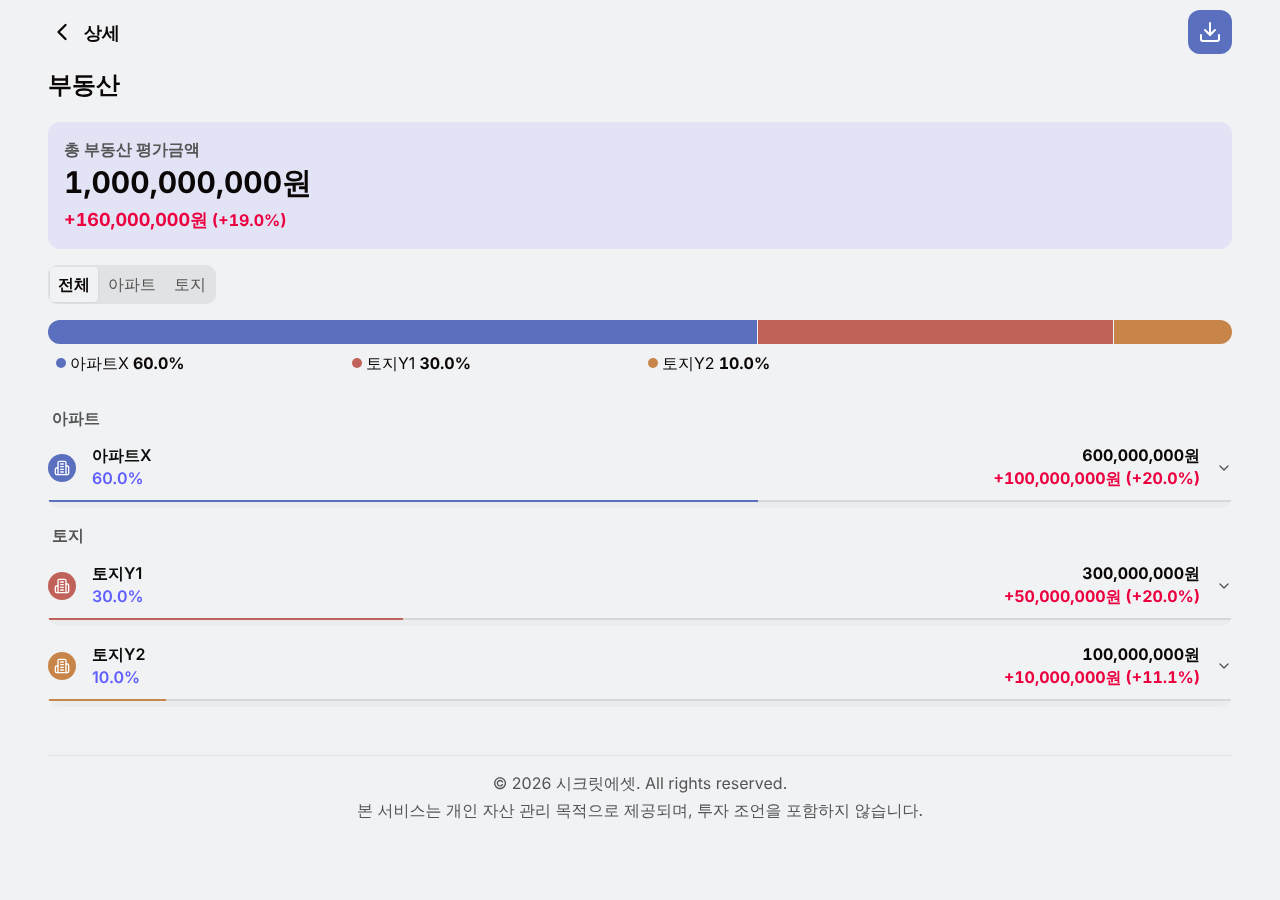 상세
부동산
총 부동산 평가금액
1,000,000,000원
+160,000,000원 (+19.0%)
전체 아파트 토지
아파트X 60.0% 토지Y1 30.0% 토지Y2 10.0%
아파트
아파트X 600,000,000원
60.0% +100,000,000원 (+20.0%)
토지
토지Y1 300,000,000원
30.0% +50,000,000원 (+20.0%)
토지Y2 100,000,000원
10.0% +10,000,000원 (+11.1%)
© 2026 시크릿에셋. All rights reserved.
본 서비스는 개인 자산 관리 목적으로 제공되며, 투자 조언을 포함하지 않습니다.